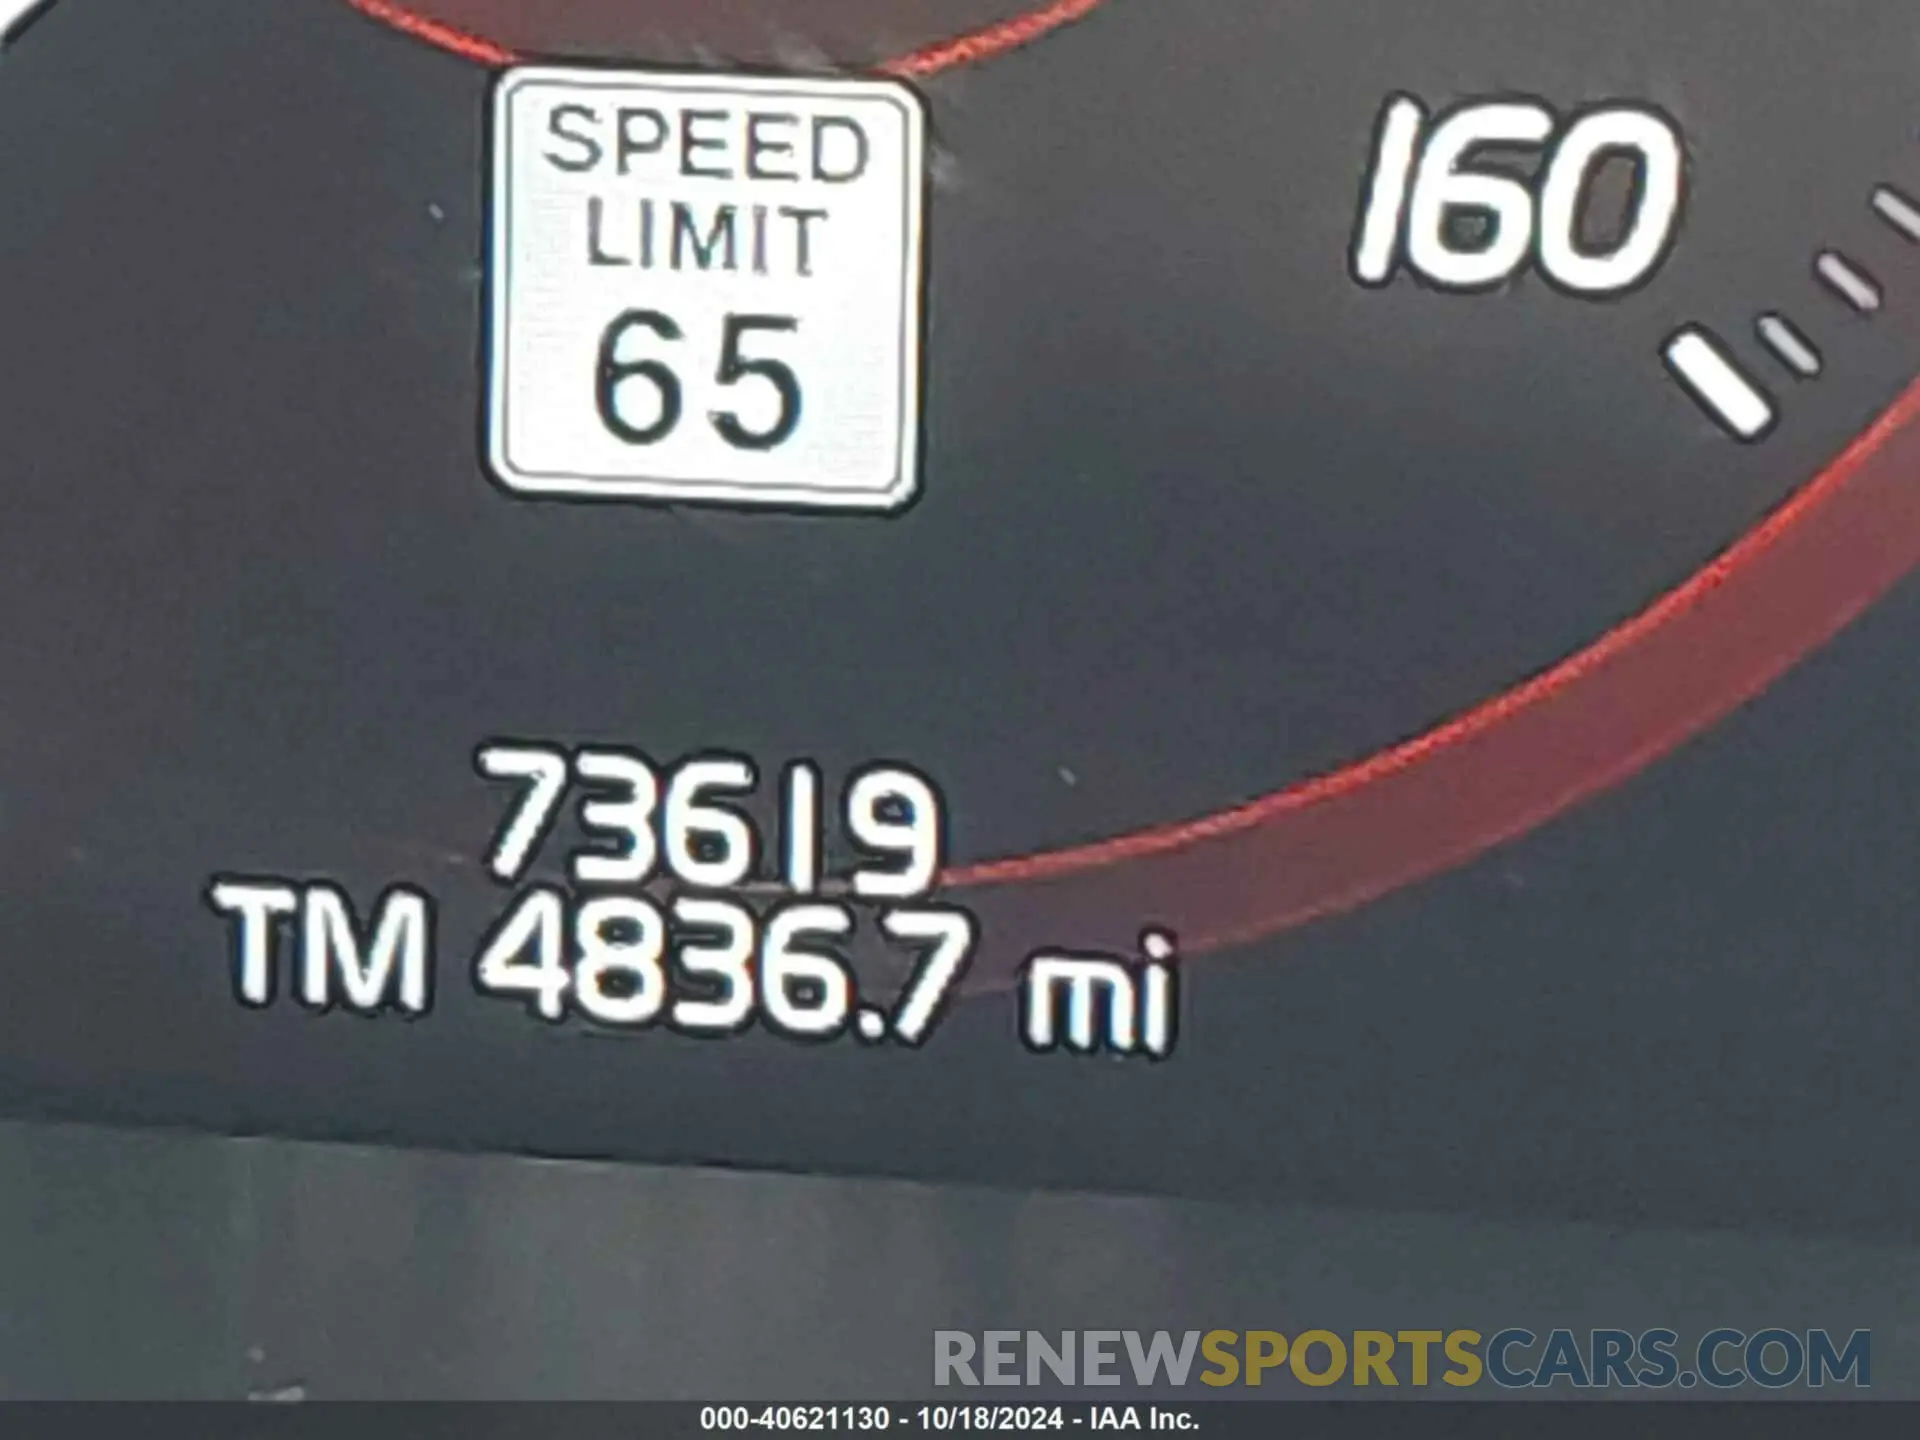 SPEED
LIMIT
65
160
73619
TM 4836.7 mi
RENEWSPORTSCARS.COM
000-40621130 - 10/18/2024 - IAA Inc.